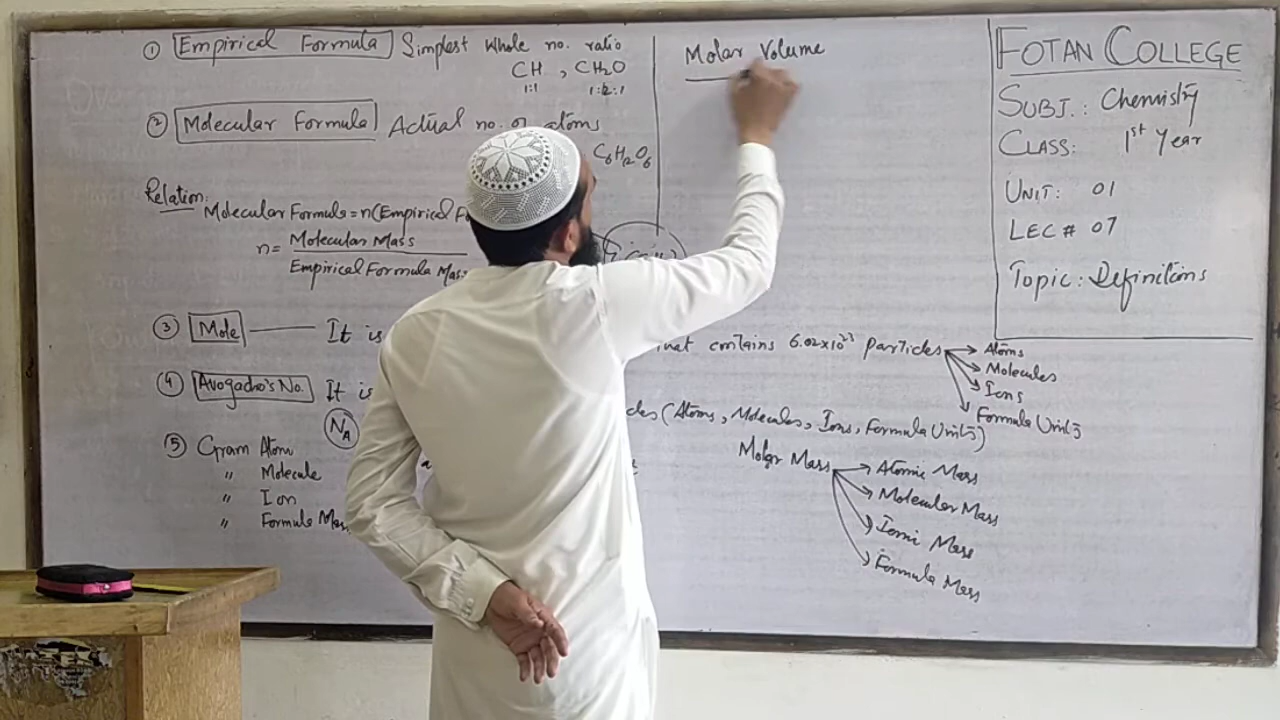 ① Empirical Formula Simplest Whole no. ratio
CH , CH₂O
1:1 1:2:1
② Molecular Formula Actual no. of atoms
C₆H₁₂O₆
Relation:
Molecular Formula = n(Empirical F
n = Molecular Mass
Empirical Formula Mass
③ Mole It is
that contains 6.02×10²³ particles
Atoms
Molecules
Ions
Formula Units
④ Avogadro's No. It is
N_A
(Atoms, Molecules, Ions, Formula Units)
⑤ Gram Atom
" Molecule
" Ion
" Formula Mass
Molar Mass
Atomic Mass
Molecular Mass
Ionic Mass
Formula Mass
Molar Volume
FOTAN COLLEGE
SUBJ.: Chemistry
CLASS: 1st Year
UNIT: 01
LEC # 07
Topic: Definitions